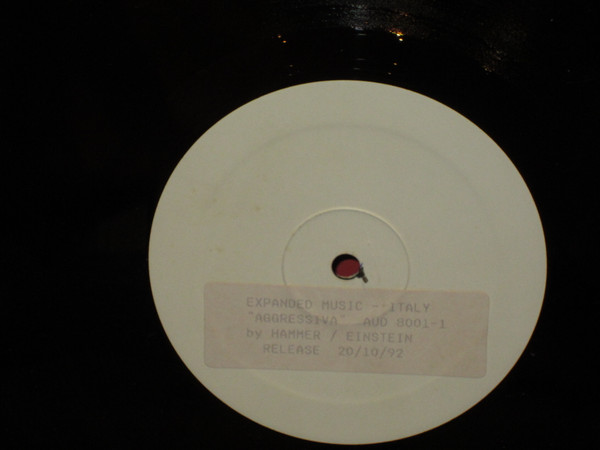 EXPANDED MUSIC - ITALY
"AGGRESSIVA" AUD 8001-1
by HAMMER / EINSTEIN
RELEASE 20/10/92